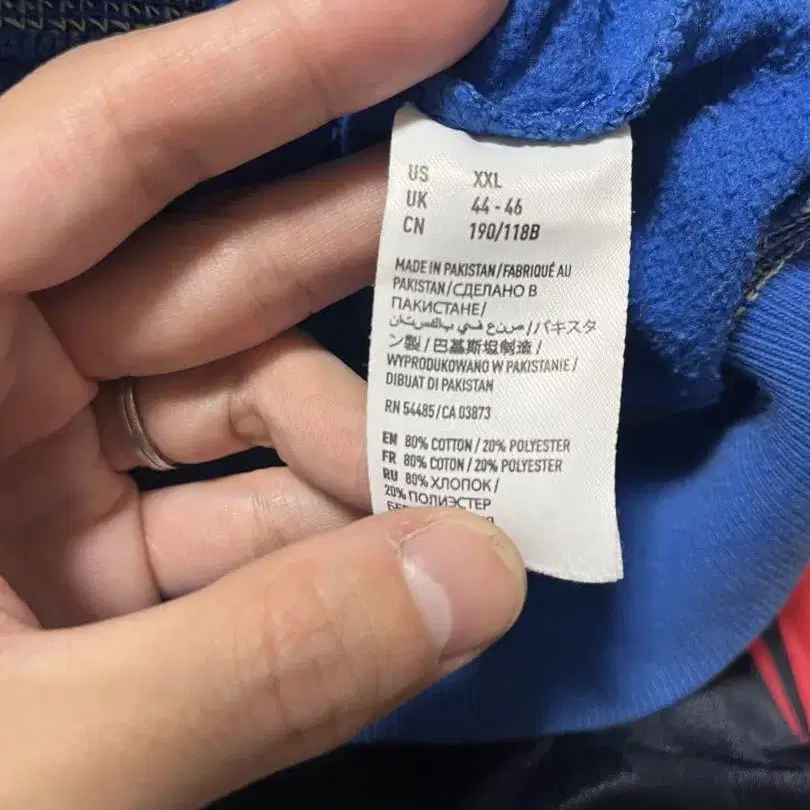 US XXL
UK 44 - 46
CN 190/118B
MADE IN PAKISTAN/FABRIQUÉ AU
PAKISTAN/СДЕЛАНО В
ПАКИСТАНЕ/
صنع في باكستان/パキスタ
ン製/巴基斯坦制造/
WYPRODUKOWANO W PAKISTANIE/
DIBUAT DI PAKISTAN
RN 54485/CA 03873
EN 80% COTTON/20% POLYESTER
FR 80% COTON/20% POLYESTER
RU 80% ХЛОПОК/
20% ПОЛИЭСТЕР